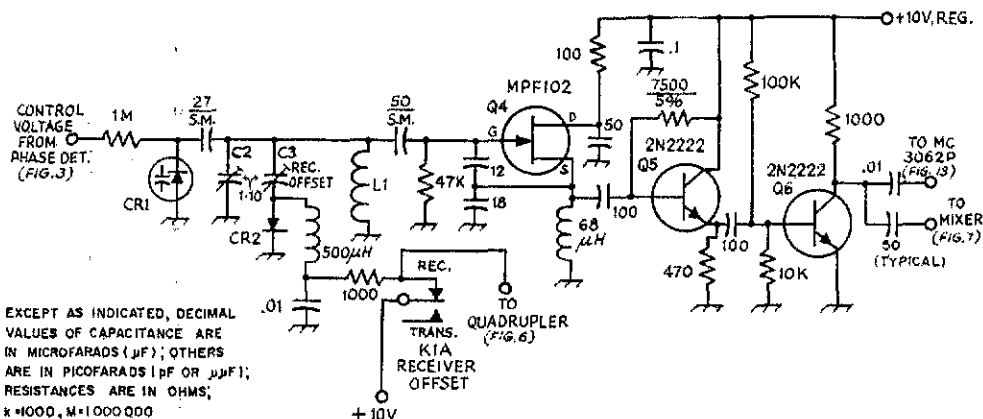 +10V, REG.
100
.1
100K
1000
MPF102
7500
5%
27
S.M.
50
S.M.
Q4
CONTROL
VOLTAGE
FROM
PHASE DET.
(FIG.3)
1M
C2
C3
REC.
OFFSET
G
D
S
50
2N2222
Q5
2N2222
Q6
TO MC
3062P
(FIG.13)
.01
1-10
L1
47K
12
18
CR1
CR2
100
100
TO
MIXER
(FIG.7)
50
(TYPICAL)
68
μH
500μH
470
10K
.01
1000
REC.
TRANS.
K1A
RECEIVER
OFFSET
TO
QUADRUPLER
(FIG.6)
+10V
EXCEPT AS INDICATED, DECIMAL
VALUES OF CAPACITANCE ARE
IN MICROFARADS (μF); OTHERS
ARE IN PICOFARADS (pF OR μμF);
RESISTANCES ARE IN OHMS;
k=1000, M=1000 000